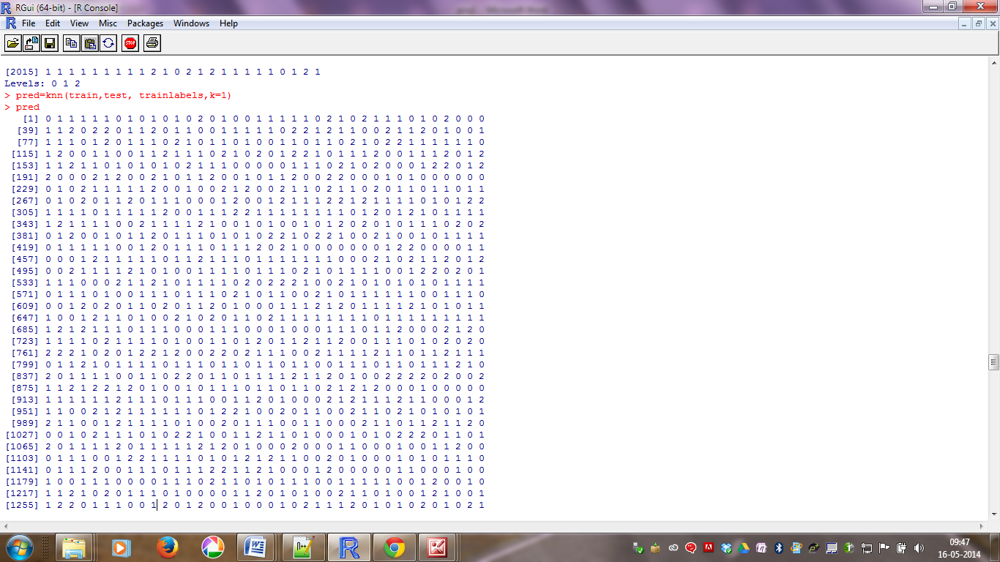 RGui (64-bit) - [R Console]
File Edit View Misc Packages Windows Help
STOP
[2015] 1 1 1 1 1 1 1 1 1 2 1 0 2 1 2 1 1 1 1 1 0 1 2 1
Levels: 0 1 2
> pred=knn(train,test, trainlabels,k=1)
> pred
[1] 0 1 1 1 1 1 0 1 0 1 0 1 0 2 0 1 0 0 1 1 1 1 1 0 2 1 0 2 1 1 1 0 1 0 2 0 0 0
[39] 1 1 2 0 2 2 0 1 1 2 0 1 1 0 0 1 1 1 1 1 0 2 2 1 2 1 1 0 0 2 1 1 2 0 1 0 0 1
[77] 1 1 1 0 1 2 0 1 1 1 0 2 1 0 1 1 0 1 0 0 1 1 0 1 1 0 2 1 0 2 2 1 1 1 1 1 1 0
[115] 1 2 0 0 1 1 0 0 1 1 2 1 1 1 0 2 1 0 2 0 1 2 2 1 0 1 1 1 2 0 0 1 1 1 2 0 1 2
[153] 1 1 2 1 1 0 1 0 1 0 1 0 2 1 1 1 0 0 0 0 0 0 1 1 1 0 2 1 0 2 0 0 0 1 2 2 0 1 2
[191] 2 0 0 0 2 1 2 0 0 2 1 0 1 1 2 0 0 1 0 1 1 2 0 0 2 2 0 0 0 1 0 1 0 0 0 0 0 0
[229] 0 1 0 2 1 1 1 1 1 2 0 0 0 0 2 1 2 0 0 2 1 1 0 2 1 0 1 1 0 2 0 1 1 0 1 1 0 1 1
[267] 0 1 0 2 0 1 1 2 0 1 1 1 0 0 0 1 2 0 0 1 2 1 1 1 2 2 1 2 1 1 1 1 0 1 0 1 2 2
[305] 1 1 1 1 0 1 1 1 1 1 2 0 0 1 1 1 2 2 1 1 1 1 1 1 1 0 1 2 0 1 2 1 0 1 1 1 1
[343] 1 2 1 1 1 1 0 0 2 1 1 1 1 2 1 0 0 1 0 1 0 0 1 0 1 2 0 2 0 1 0 1 1 1 0 2 0 2
[381] 0 1 2 0 0 1 0 1 1 2 0 1 1 1 0 1 0 1 0 2 2 1 0 2 2 1 0 0 2 1 0 0 1 0 1 1 1 1
[419] 0 1 1 1 1 1 0 0 1 2 0 1 1 0 1 1 1 2 0 2 1 0 0 0 0 0 0 0 0 1 2 2 0 0 0 0 1 1
[457] 0 0 0 1 2 1 1 1 1 1 0 1 1 2 1 1 1 0 1 1 1 1 1 1 1 0 0 0 2 1 0 2 1 1 2 0 1 2
[495] 0 0 2 1 1 1 1 2 1 0 1 0 0 1 1 1 1 0 1 1 1 0 2 1 0 1 1 1 1 0 0 1 2 2 0 2 0 1
[533] 1 1 1 0 0 0 2 1 1 2 1 0 1 1 1 1 0 2 0 2 2 2 1 0 0 2 1 0 1 0 1 0 1 0 1 1 1 1
[571] 0 1 1 1 1 0 1 1 0 0 0 1 0 1 1 1 2 1 0 1 1 0 0 2 1 0 1 1 1 1 1 1 0 0 1 1 1 0
[609] 0 0 1 2 0 2 0 1 1 0 2 0 1 1 2 0 1 0 0 0 1 1 1 2 1 2 0 1 1 1 1 2 1 0 1 0 1 1
[647] 1 0 0 1 2 1 1 0 1 0 0 2 1 0 2 0 1 1 0 2 1 1 1 1 1 1 1 1 0 1 1 1 1 1 1 1 1 1
[685] 1 2 1 2 1 1 1 0 1 1 1 0 0 0 1 1 1 0 0 0 1 1 1 0 1 1 0 1 1 1 2 0 0 0 2 1 2 0
[723] 1 1 1 1 0 2 1 1 1 1 1 0 1 0 0 1 1 0 1 2 0 1 1 2 1 1 2 0 0 1 1 1 1 0 2 0 2 0
[761] 2 2 2 1 0 2 0 1 2 2 1 2 0 0 2 2 0 2 1 1 1 0 0 2 1 1 1 1 2 1 1 0 1 1 2 1 1 1
[799] 0 1 1 2 1 0 1 1 1 1 1 0 1 1 0 1 1 1 1 0 1 1 0 1 1 0 0 1 1 1 0 1 1 0 1 1 1 2 1 0
[837] 2 0 1 0 1 1 1 0 0 1 1 2 2 0 1 1 0 1 1 1 1 2 1 1 2 0 1 0 0 2 2 2 2 0 2 0 0 2
[875] 1 1 2 1 2 2 1 2 0 1 0 0 1 0 1 1 1 0 1 1 0 1 1 0 2 1 2 1 2 0 0 0 1 0 0 0 0 0
[913] 1 1 1 1 1 1 2 1 1 1 0 1 1 1 0 0 1 1 2 0 1 0 0 0 2 1 2 1 1 1 2 1 1 0 0 0 1 2
[951] 1 1 0 0 2 1 2 1 1 1 1 1 1 0 1 2 2 1 0 0 2 0 1 1 0 0 1 1 0 1 0 2 1 0 1 0 1 0 1
[989] 2 1 1 0 0 1 2 1 1 1 1 0 1 0 0 2 0 1 1 1 0 0 1 1 0 0 0 2 1 1 0 1 1 2 1 1 2 0
[1027] 0 0 1 0 2 1 1 1 0 1 0 2 2 1 0 0 1 1 2 1 1 0 1 0 0 0 1 1 0 1 0 2 2 2 0 1 1 0 1
[1065] 2 0 1 1 1 1 2 0 1 1 1 1 1 2 1 2 0 1 0 0 0 2 0 0 0 1 1 0 0 0 1 0 0 1 1 2 0 0
[1103] 0 1 1 1 0 0 1 2 2 1 1 1 1 0 1 0 1 2 1 2 1 1 0 0 1 1 0 1 0 0 1 0 1 0 1 1 1 0
[1141] 0 1 1 1 2 0 0 1 1 1 0 1 1 1 2 2 1 1 2 1 1 0 0 1 2 0 0 0 0 0 1 1 0 0 0 1 0 0
[1179] 1 0 0 1 1 1 0 0 0 0 1 1 1 0 2 1 1 0 1 0 1 1 1 0 0 1 1 1 1 1 0 0 1 2 0 0 1 0
[1217] 1 1 2 1 0 2 0 1 1 1 0 1 0 0 0 0 1 1 2 0 1 0 1 0 0 1 1 0 1 0 0 1 0 0 1 2 1 0 0 1
[1255] 1 2 2 0 1 1 1 0 0 1 2 0 1 2 0 0 1 0 0 0 1 0 2 1 1 1 2 0 1 0 1 0 2 0 1 0 2 1
09:47
16-05-2014